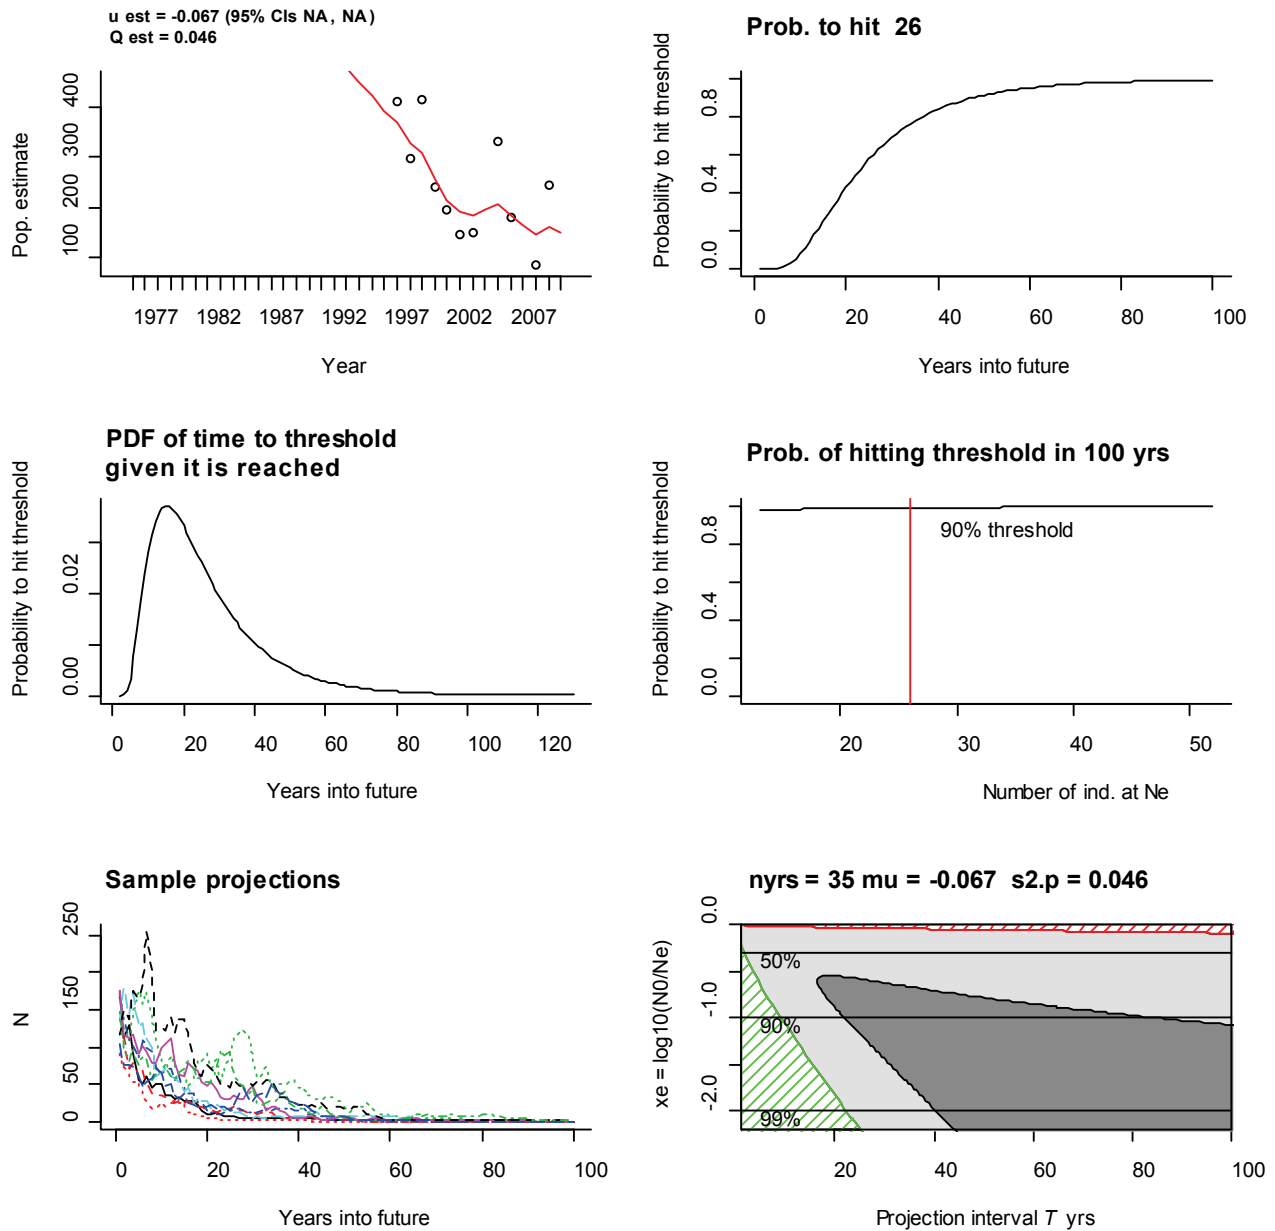 u est = -0.067 (95% CIs NA, NA)
Q est = 0.046
Pop. estimate
100 200 300 400
1977 1982 1987 1992 1997 2002 2007
Year
Prob. to hit 26
Probability to hit threshold
0.0 0.4 0.8
0 20 40 60 80 100
Years into future
PDF of time to threshold
given it is reached
Probability to hit threshold
0.00 0.02
0 20 40 60 80 100 120
Years into future
Prob. of hitting threshold in 100 yrs
Probability to hit threshold
0.0 0.4 0.8
90% threshold
20 30 40 50
Number of ind. at Ne
Sample projections
N
0 50 150 250
0 20 40 60 80 100
Years into future
nyrs = 35 mu = -0.067 s2.p = 0.046
xe = log10(N0/Ne)
-2.0 -1.0 0.0
50%
90%
99%
20 40 60 80 100
Projection interval T yrs